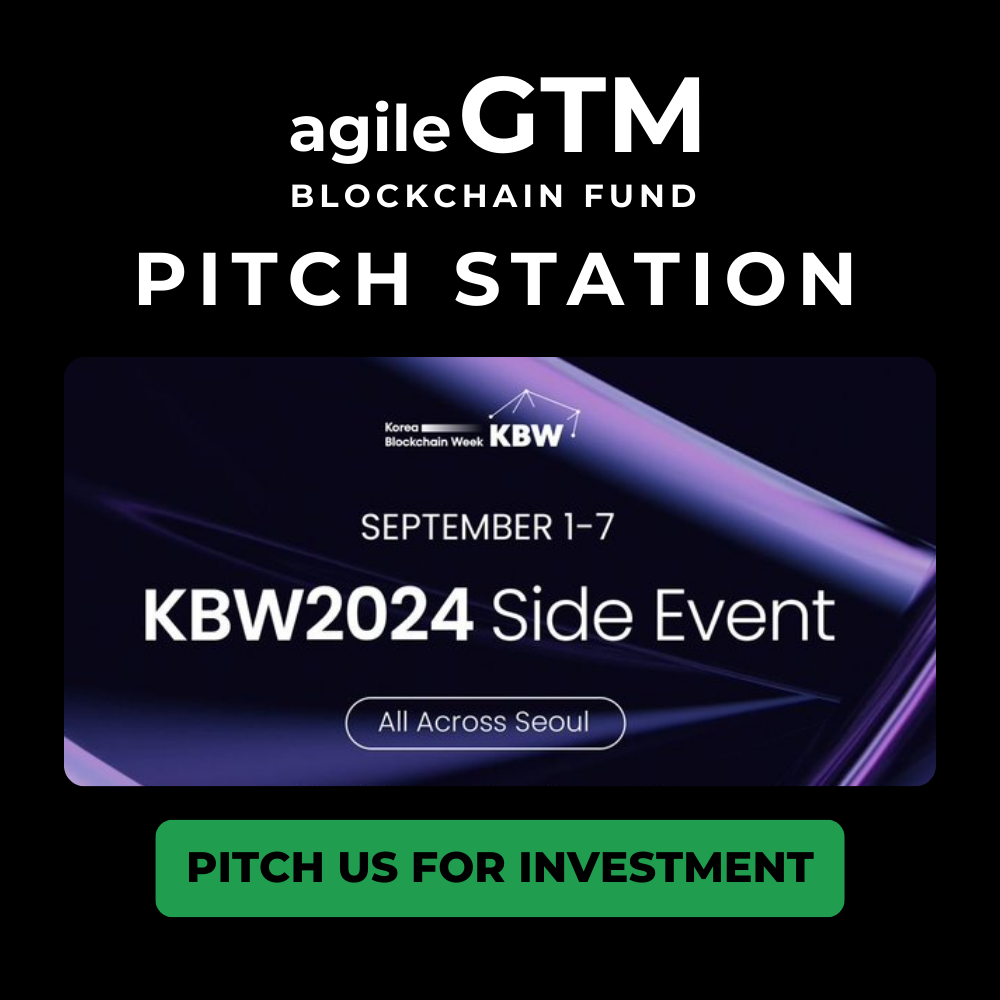 agile GTM
BLOCKCHAIN FUND
PITCH STATION
Korea
Blockchain Week KBW
SEPTEMBER 1-7
KBW2024 Side Event
All Across Seoul
PITCH US FOR INVESTMENT